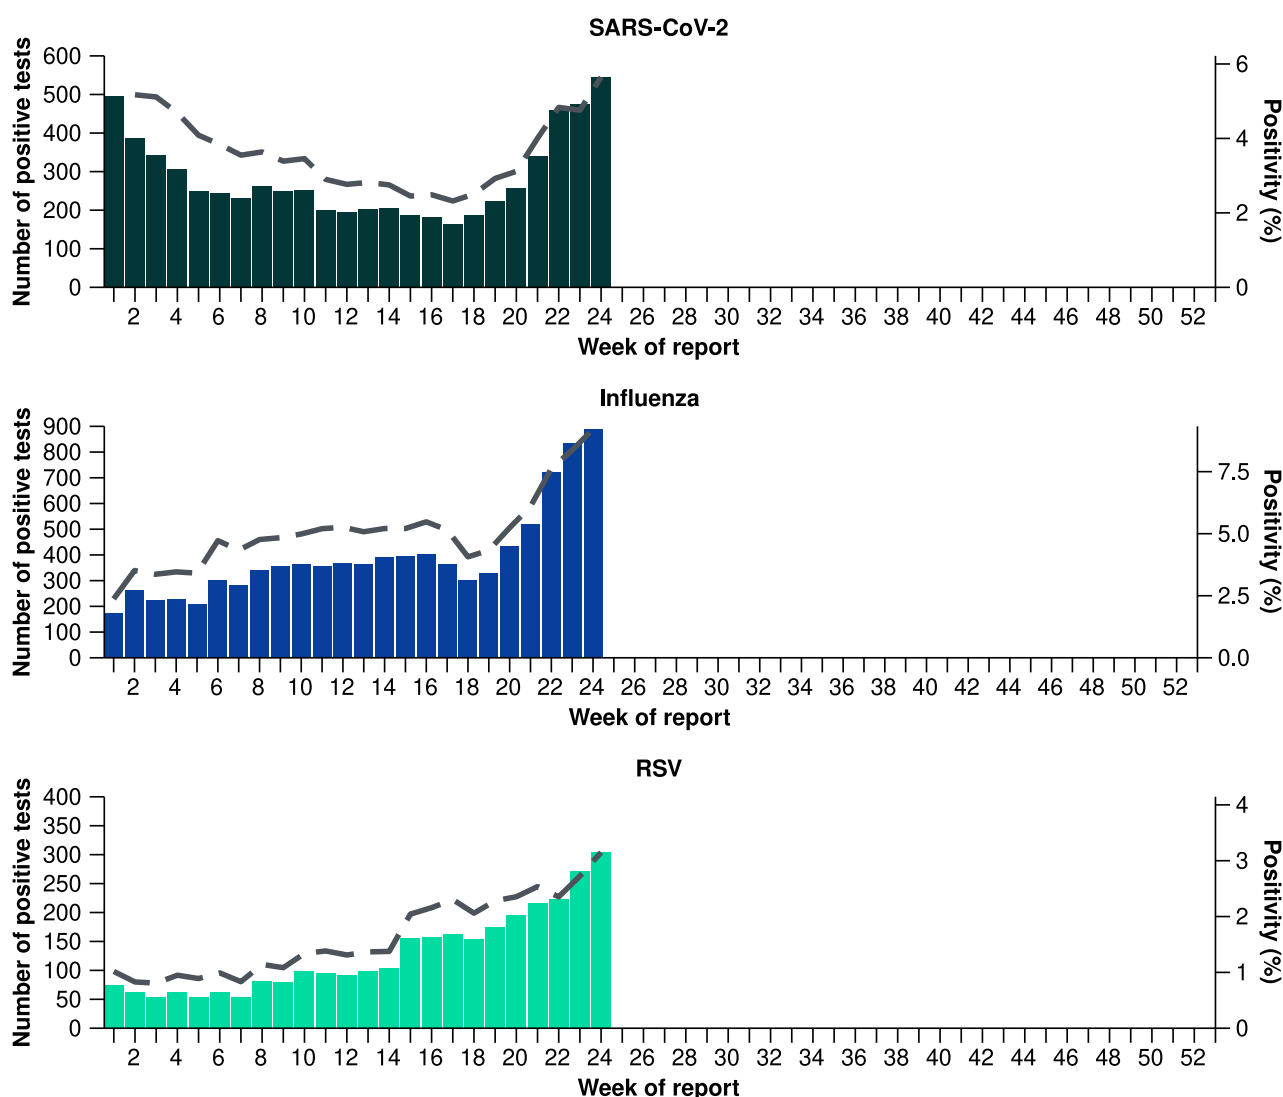 SARS-CoV-2
Number of positive tests
600
500
400
300
200
100
0
6
4
2
0
Positivity (%)
2 4 6 8 10 12 14 16 18 20 22 24 26 28 30 32 34 36 38 40 42 44 46 48 50 52
Week of report
Influenza
Number of positive tests
900
800
700
600
500
400
300
200
100
0
7.5
5.0
2.5
0.0
Positivity (%)
2 4 6 8 10 12 14 16 18 20 22 24 26 28 30 32 34 36 38 40 42 44 46 48 50 52
Week of report
RSV
Number of positive tests
400
350
300
250
200
150
100
50
0
4
3
2
1
0
Positivity (%)
2 4 6 8 10 12 14 16 18 20 22 24 26 28 30 32 34 36 38 40 42 44 46 48 50 52
Week of report